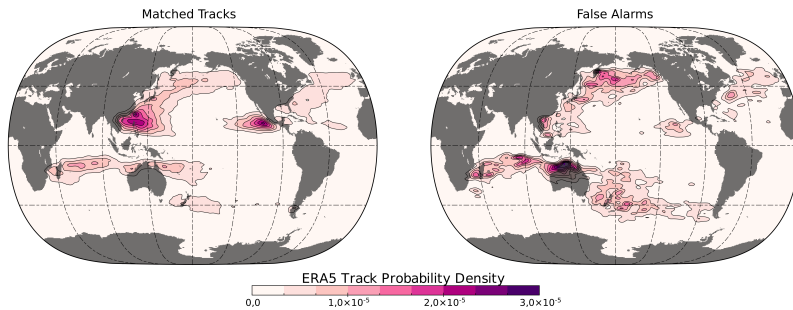 Matched Tracks
False Alarms
ERA5 Track Probability Density
0,0 1,0×10⁻⁵ 2,0×10⁻⁵ 3,0×10⁻⁵